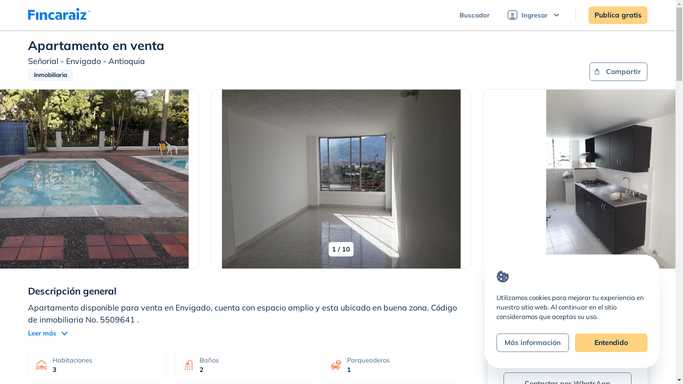 Fincaraiz
Buscador
Ingresar
Publica gratis
Apartamento en venta
Señorial - Envigado - Antioquia
Inmobiliaria
Compartir
1 / 10
Descripción general
Apartamento disponible para venta en Envigado, cuenta con espacio amplio y esta ubicado en buena zona. Código
de inmobiliaria No. 5509641 .
Leer más
Habitaciones
3
Baños
2
Parqueaderos
1
Utilizamos cookies para mejorar tu experiencia en
nuestro sitio web. Al continuar en el sitio
consideramos que aceptas su uso.
Más información
Entendido
Contactar por WhatsApp